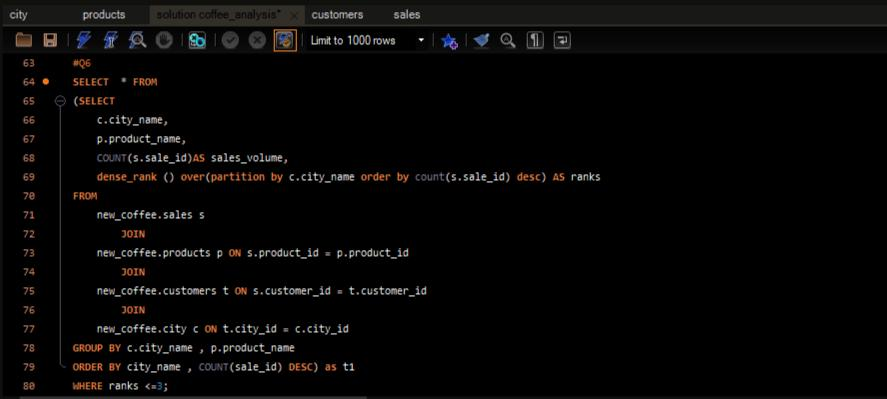 city products solution coffee_analysis* customers sales
Limit to 1000 rows
63 #Q6
64 SELECT * FROM
65 (SELECT
66 c.city_name,
67 p.product_name,
68 COUNT(s.sale_id)AS sales_volume,
69 dense_rank () over(partition by c.city_name order by count(s.sale_id) desc) AS ranks
70 FROM
71 new_coffee.sales s
72 JOIN
73 new_coffee.products p ON s.product_id = p.product_id
74 JOIN
75 new_coffee.customers t ON s.customer_id = t.customer_id
76 JOIN
77 new_coffee.city c ON t.city_id = c.city_id
78 GROUP BY c.city_name , p.product_name
79 ORDER BY city_name , COUNT(sale_id) DESC) as t1
80 WHERE ranks <=3;